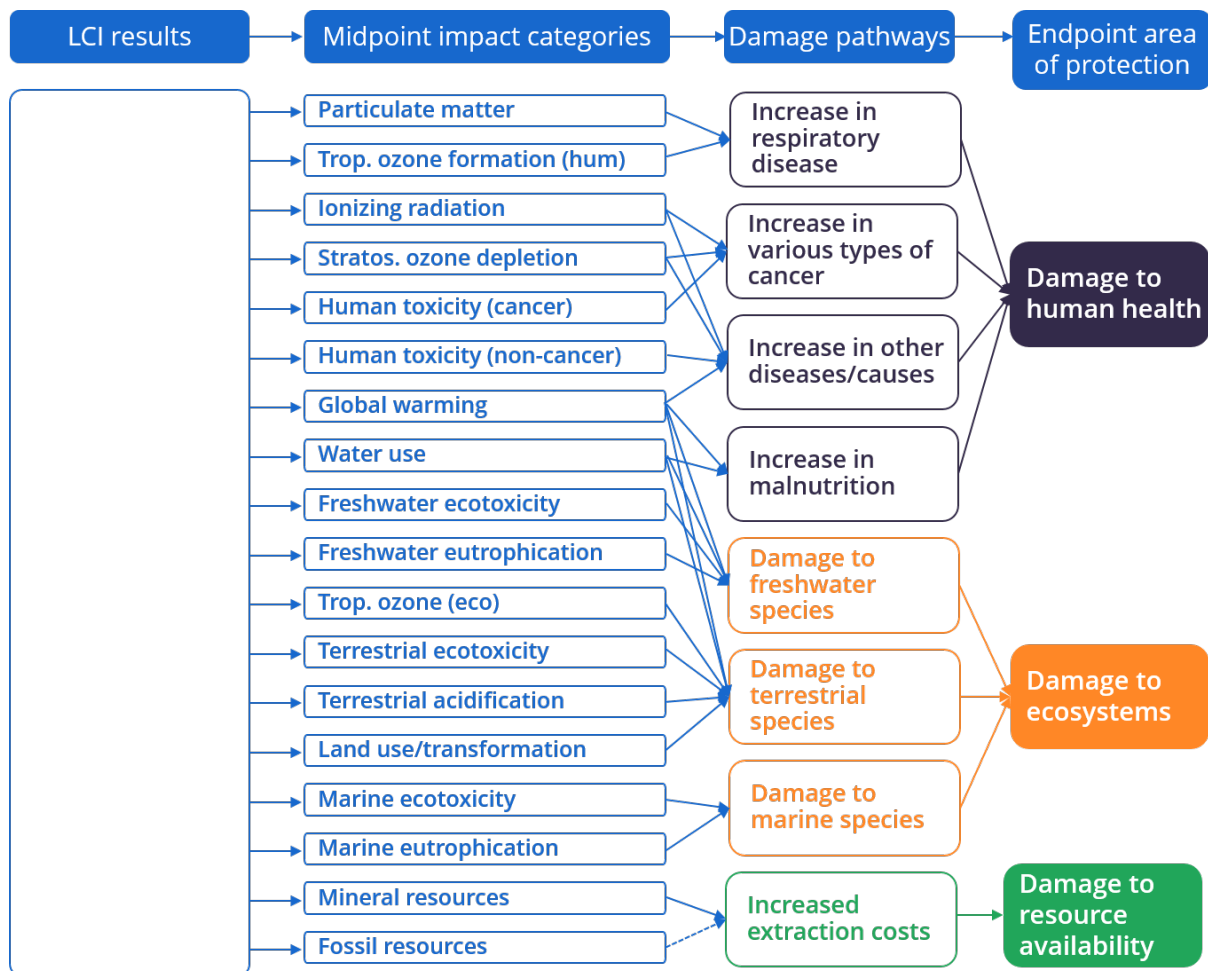 LCI results
Midpoint impact categories
Damage pathways
Endpoint area
of protection
Particulate matter
Trop. ozone formation (hum)
Ionizing radiation
Stratos. ozone depletion
Human toxicity (cancer)
Human toxicity (non-cancer)
Global warming
Water use
Freshwater ecotoxicity
Freshwater eutrophication
Trop. ozone (eco)
Terrestrial ecotoxicity
Terrestrial acidification
Land use/transformation
Marine ecotoxicity
Marine eutrophication
Mineral resources
Fossil resources
Increase in
respiratory
disease
Increase in
various types of
cancer
Increase in other
diseases/causes
Increase in
malnutrition
Damage to
freshwater
species
Damage to
terrestrial
species
Damage to
marine species
Increased
extraction costs
Damage to
human health
Damage to
ecosystems
Damage to
resource
availability